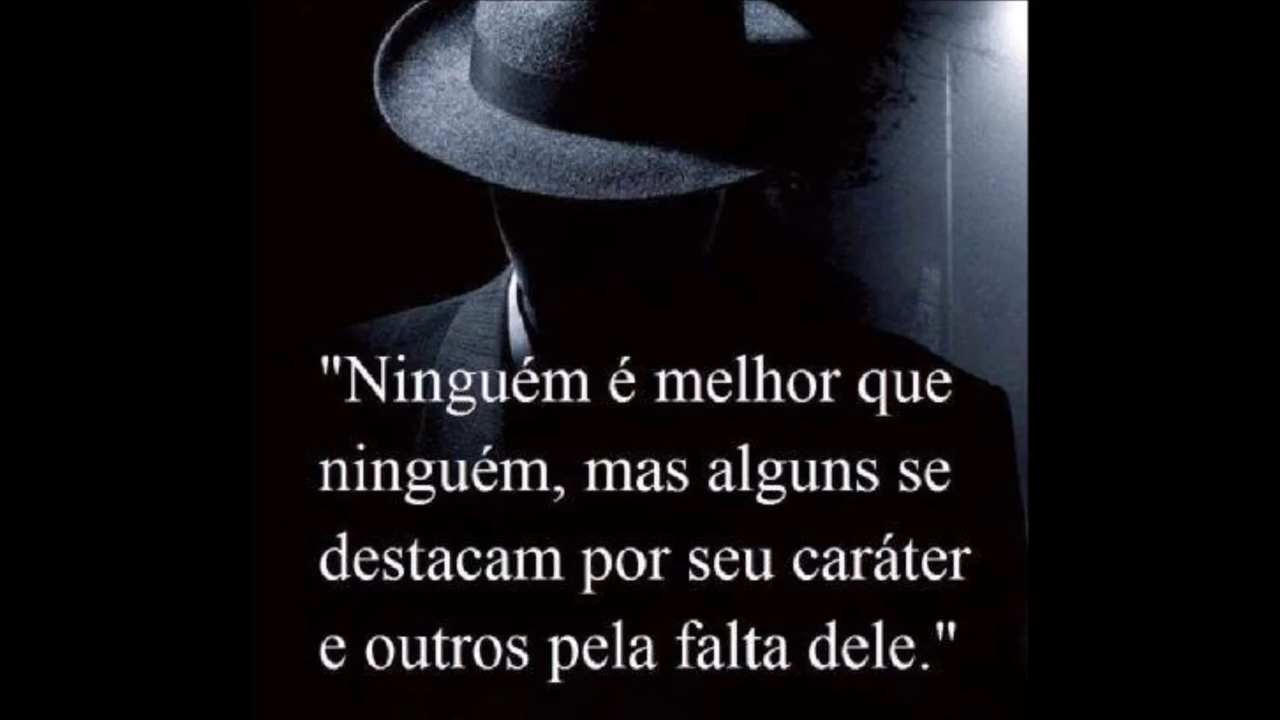 "Ninguém é melhor que
ninguém, mas alguns se
destacam por seu caráter
e outros pela falta dele."